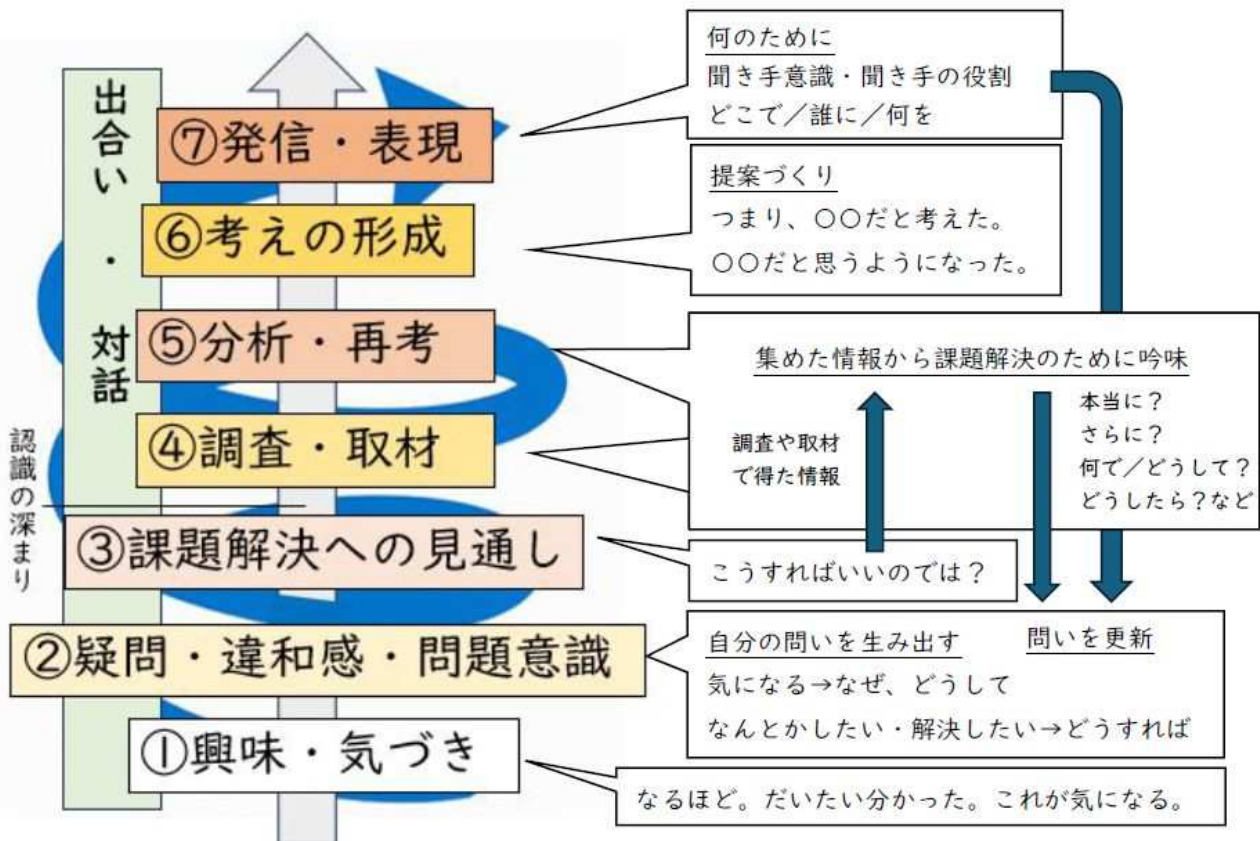 出合い・対話
認識の深まり
⑦発信・表現
何のために
聞き手意識・聞き手の役割
どこで／誰に／何を
⑥考えの形成
提案づくり
つまり、〇〇だと考えた。
〇〇だと思うようになった。
⑤分析・再考
④調査・取材
集めた情報から課題解決のために吟味
調査や取材
で得た情報
本当に？
さらに？
何で／どうして？
どうしたら？など
③課題解決への見通し
こうすればいいのでは？
②疑問・違和感・問題意識
自分の問いを生み出す
問いを更新
気になる→なぜ、どうして
なんとかしたい・解決したい→どうすれば
①興味・気づき
なるほど。だいたい分かった。これが気になる。